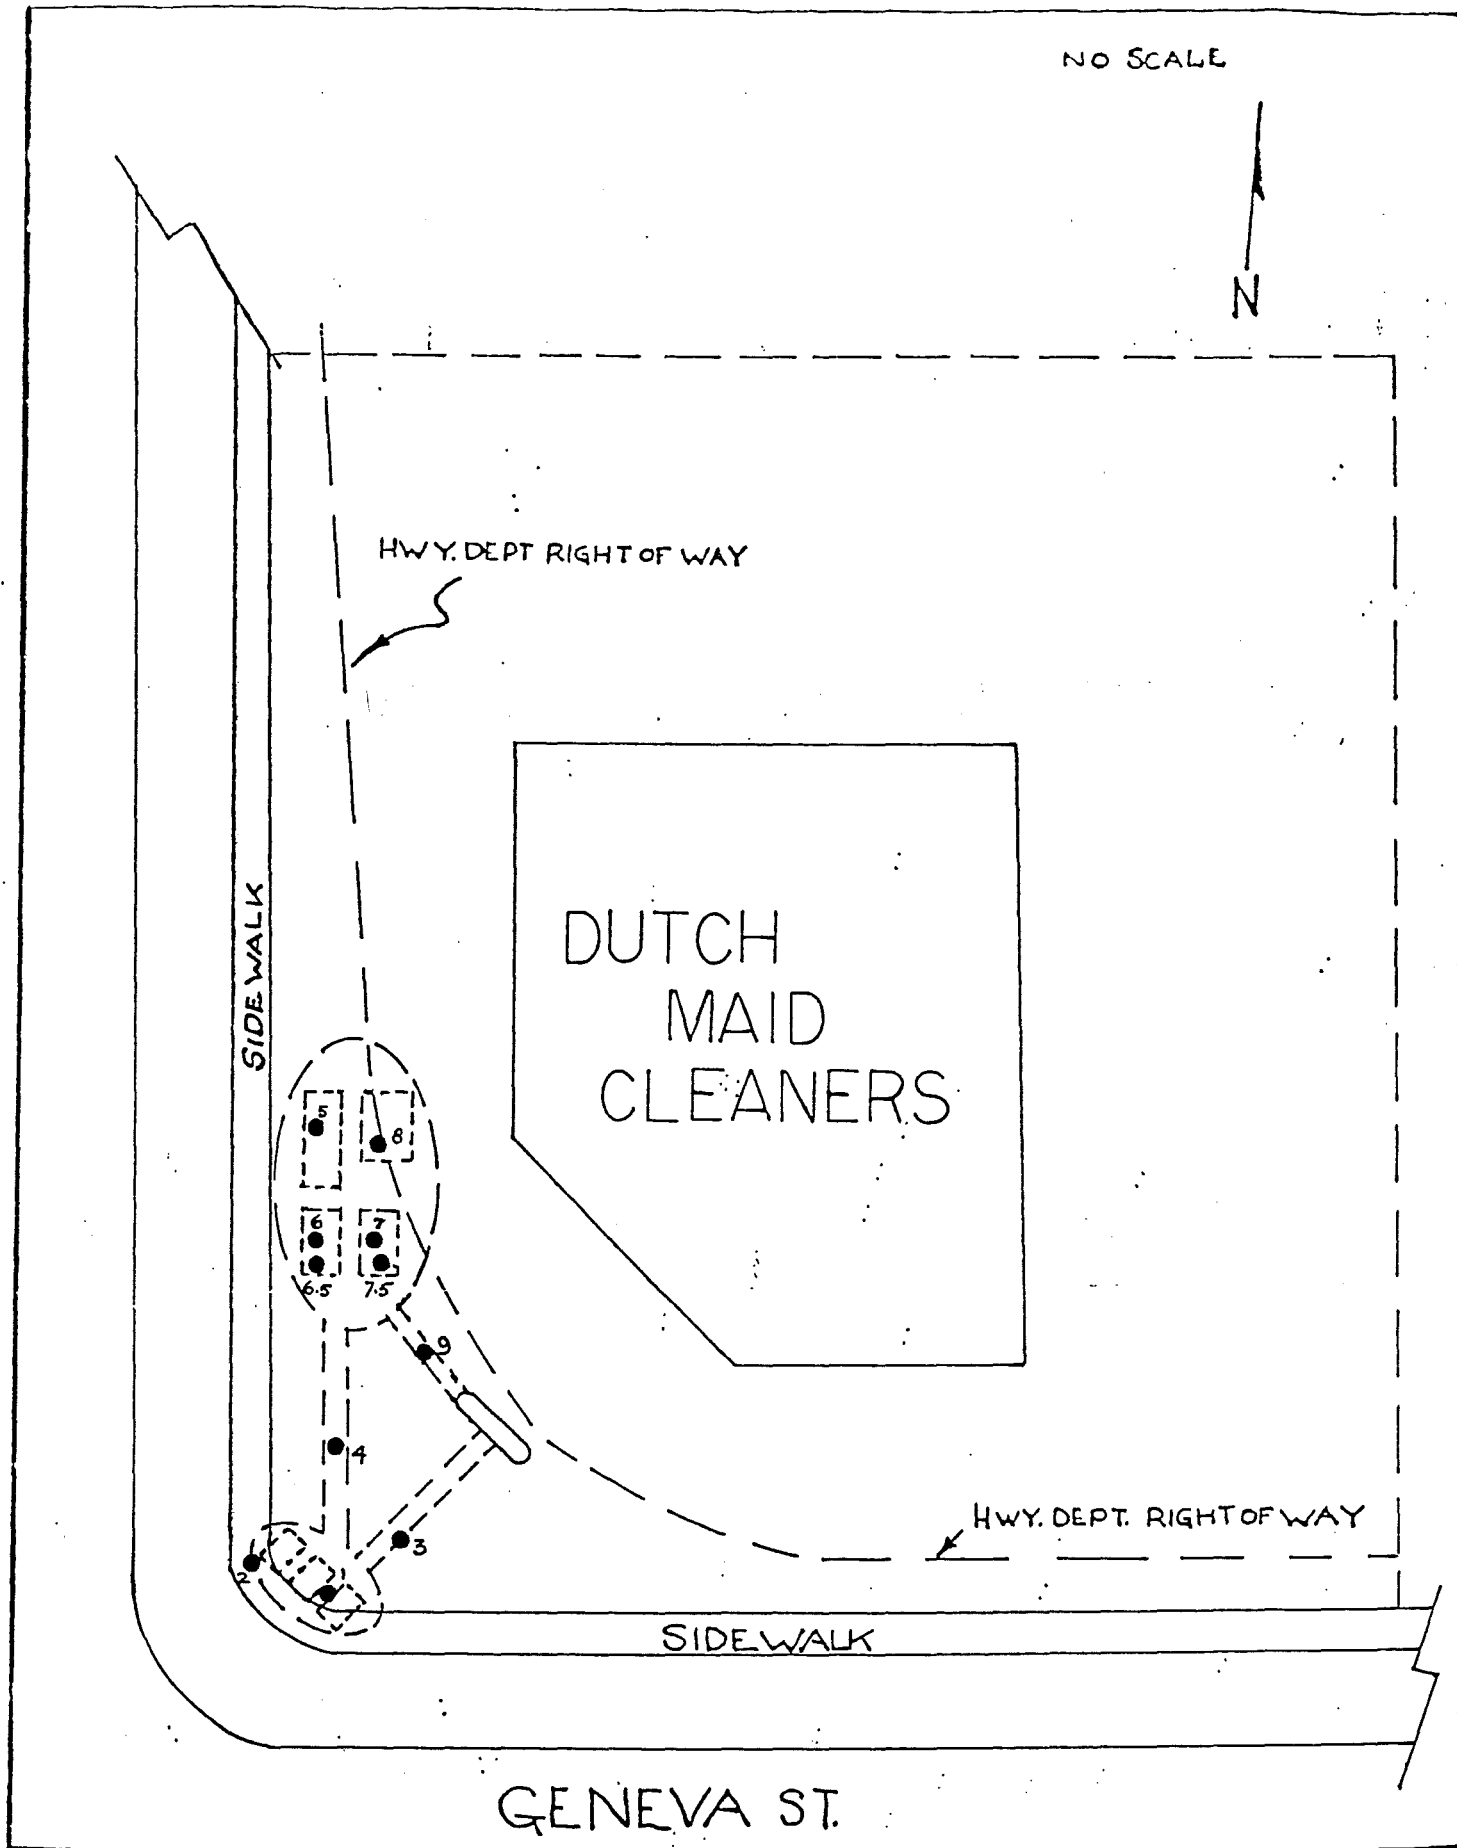 NO SCALE
N
HWY. DEPT RIGHT OF WAY
SIDEWALK
DUTCH
MAID
CLEANERS
5
8
6
7
6.5
7.5
9
4
3
2
HWY. DEPT. RIGHT OF WAY
SIDEWALK
GENEVA ST.